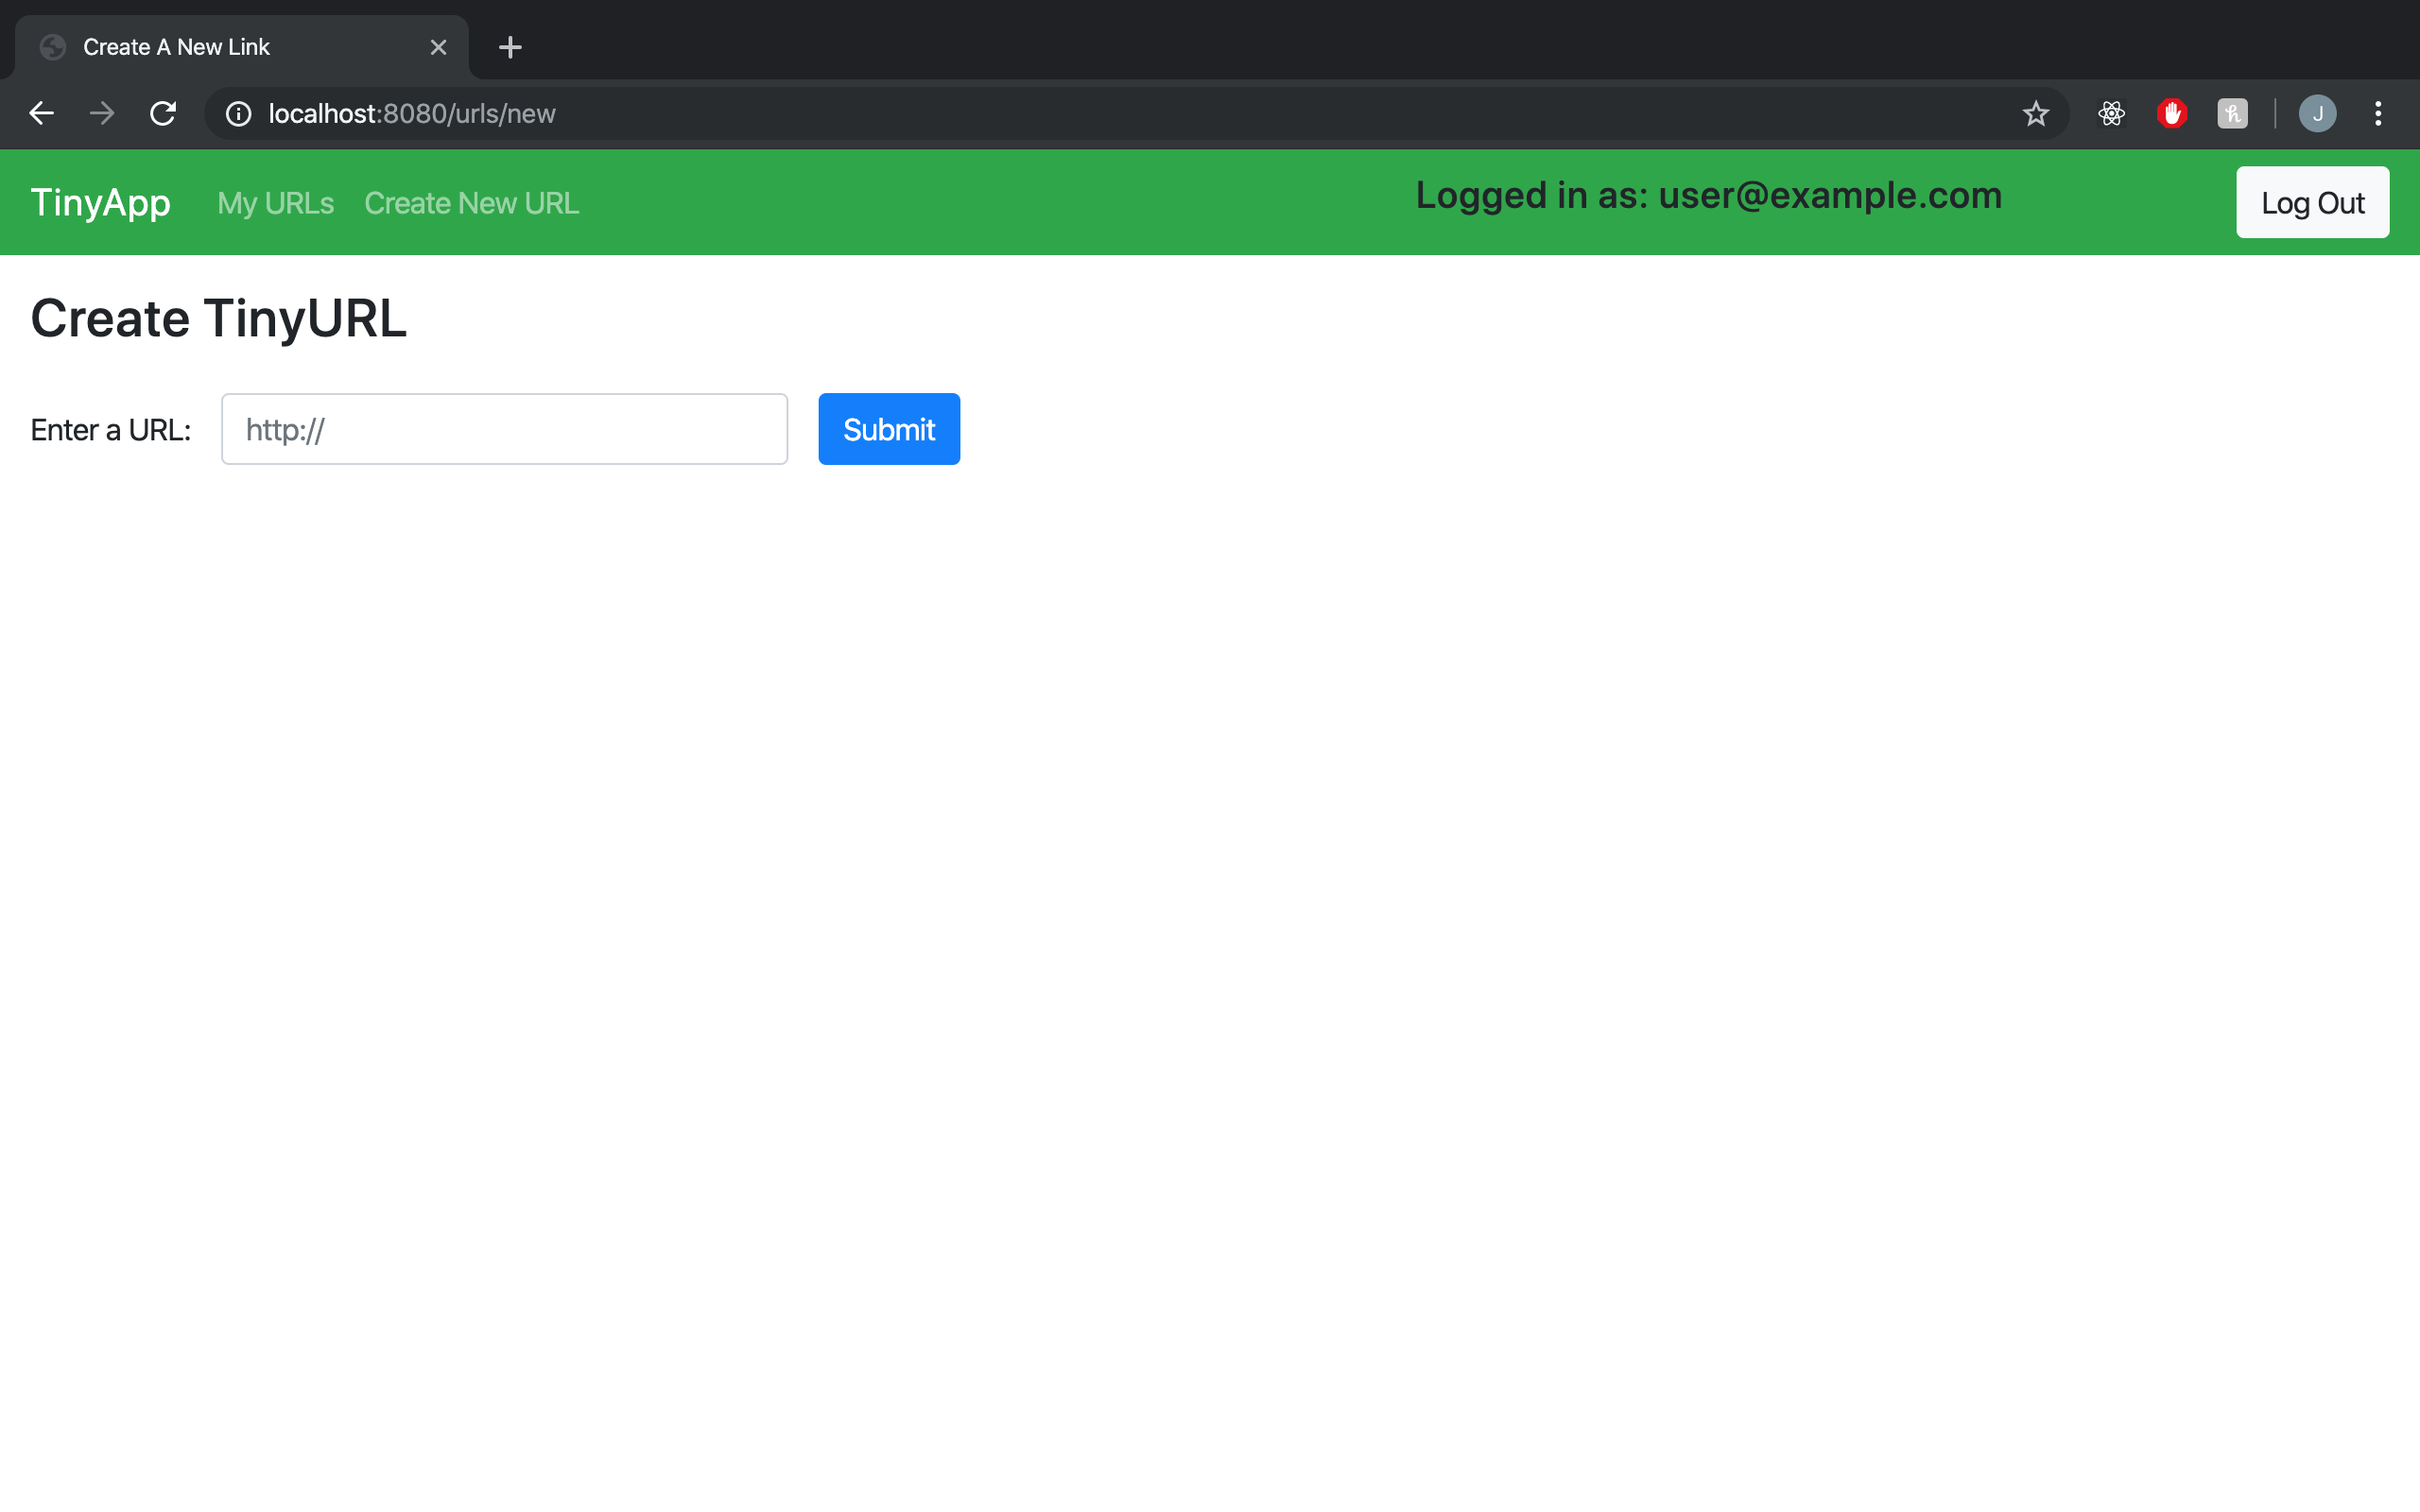 Create A New Link
localhost:8080/urls/new
J
TinyApp My URLs Create New URL Logged in as: user@example.com Log Out
Create TinyURL
Enter a URL: http:// Submit